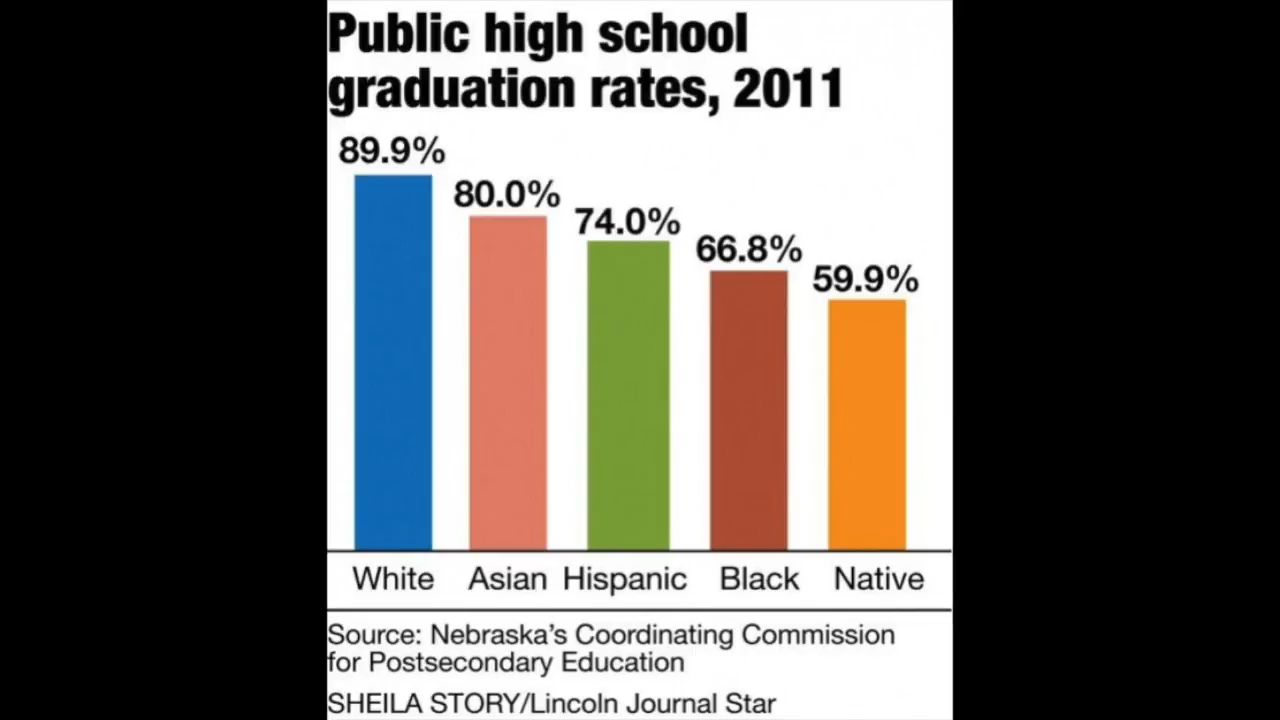 Public high school
graduation rates, 2011
89.9%
80.0%
74.0%
66.8%
59.9%
White Asian Hispanic Black Native
Source: Nebraska's Coordinating Commission
for Postsecondary Education
SHEILA STORY/Lincoln Journal Star